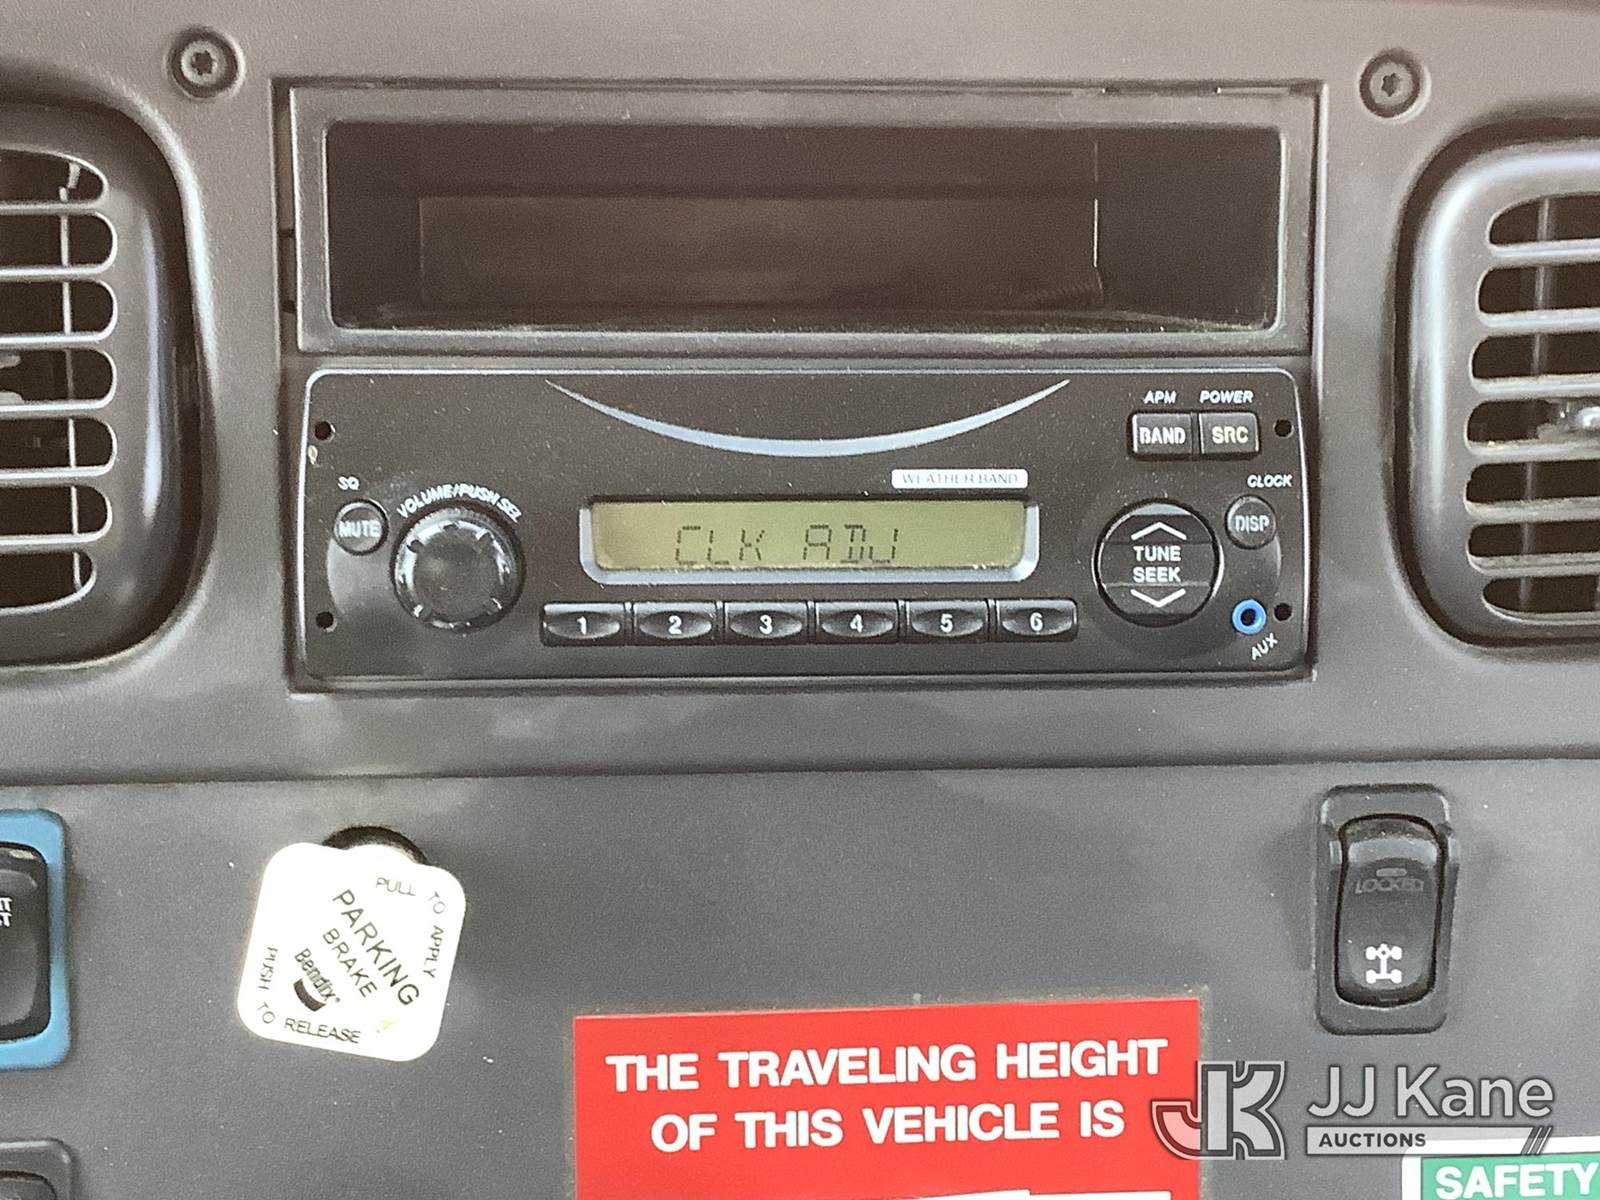 APM POWER
BAND SRC
WEATHER BAND
SQ
MUTE
VOLUME/PUSH SEL
CLK ADJ
CLOCK
DISP
TUNE
SEEK
1 2 3 4 5 6
AUX
LOCKED
PULL TO APPLY
PARKING
BRAKE
Bendix
PUSH TO RELEASE
THE TRAVELING HEIGHT
OF THIS VEHICLE IS
JK JJ Kane
AUCTIONS
SAFETY